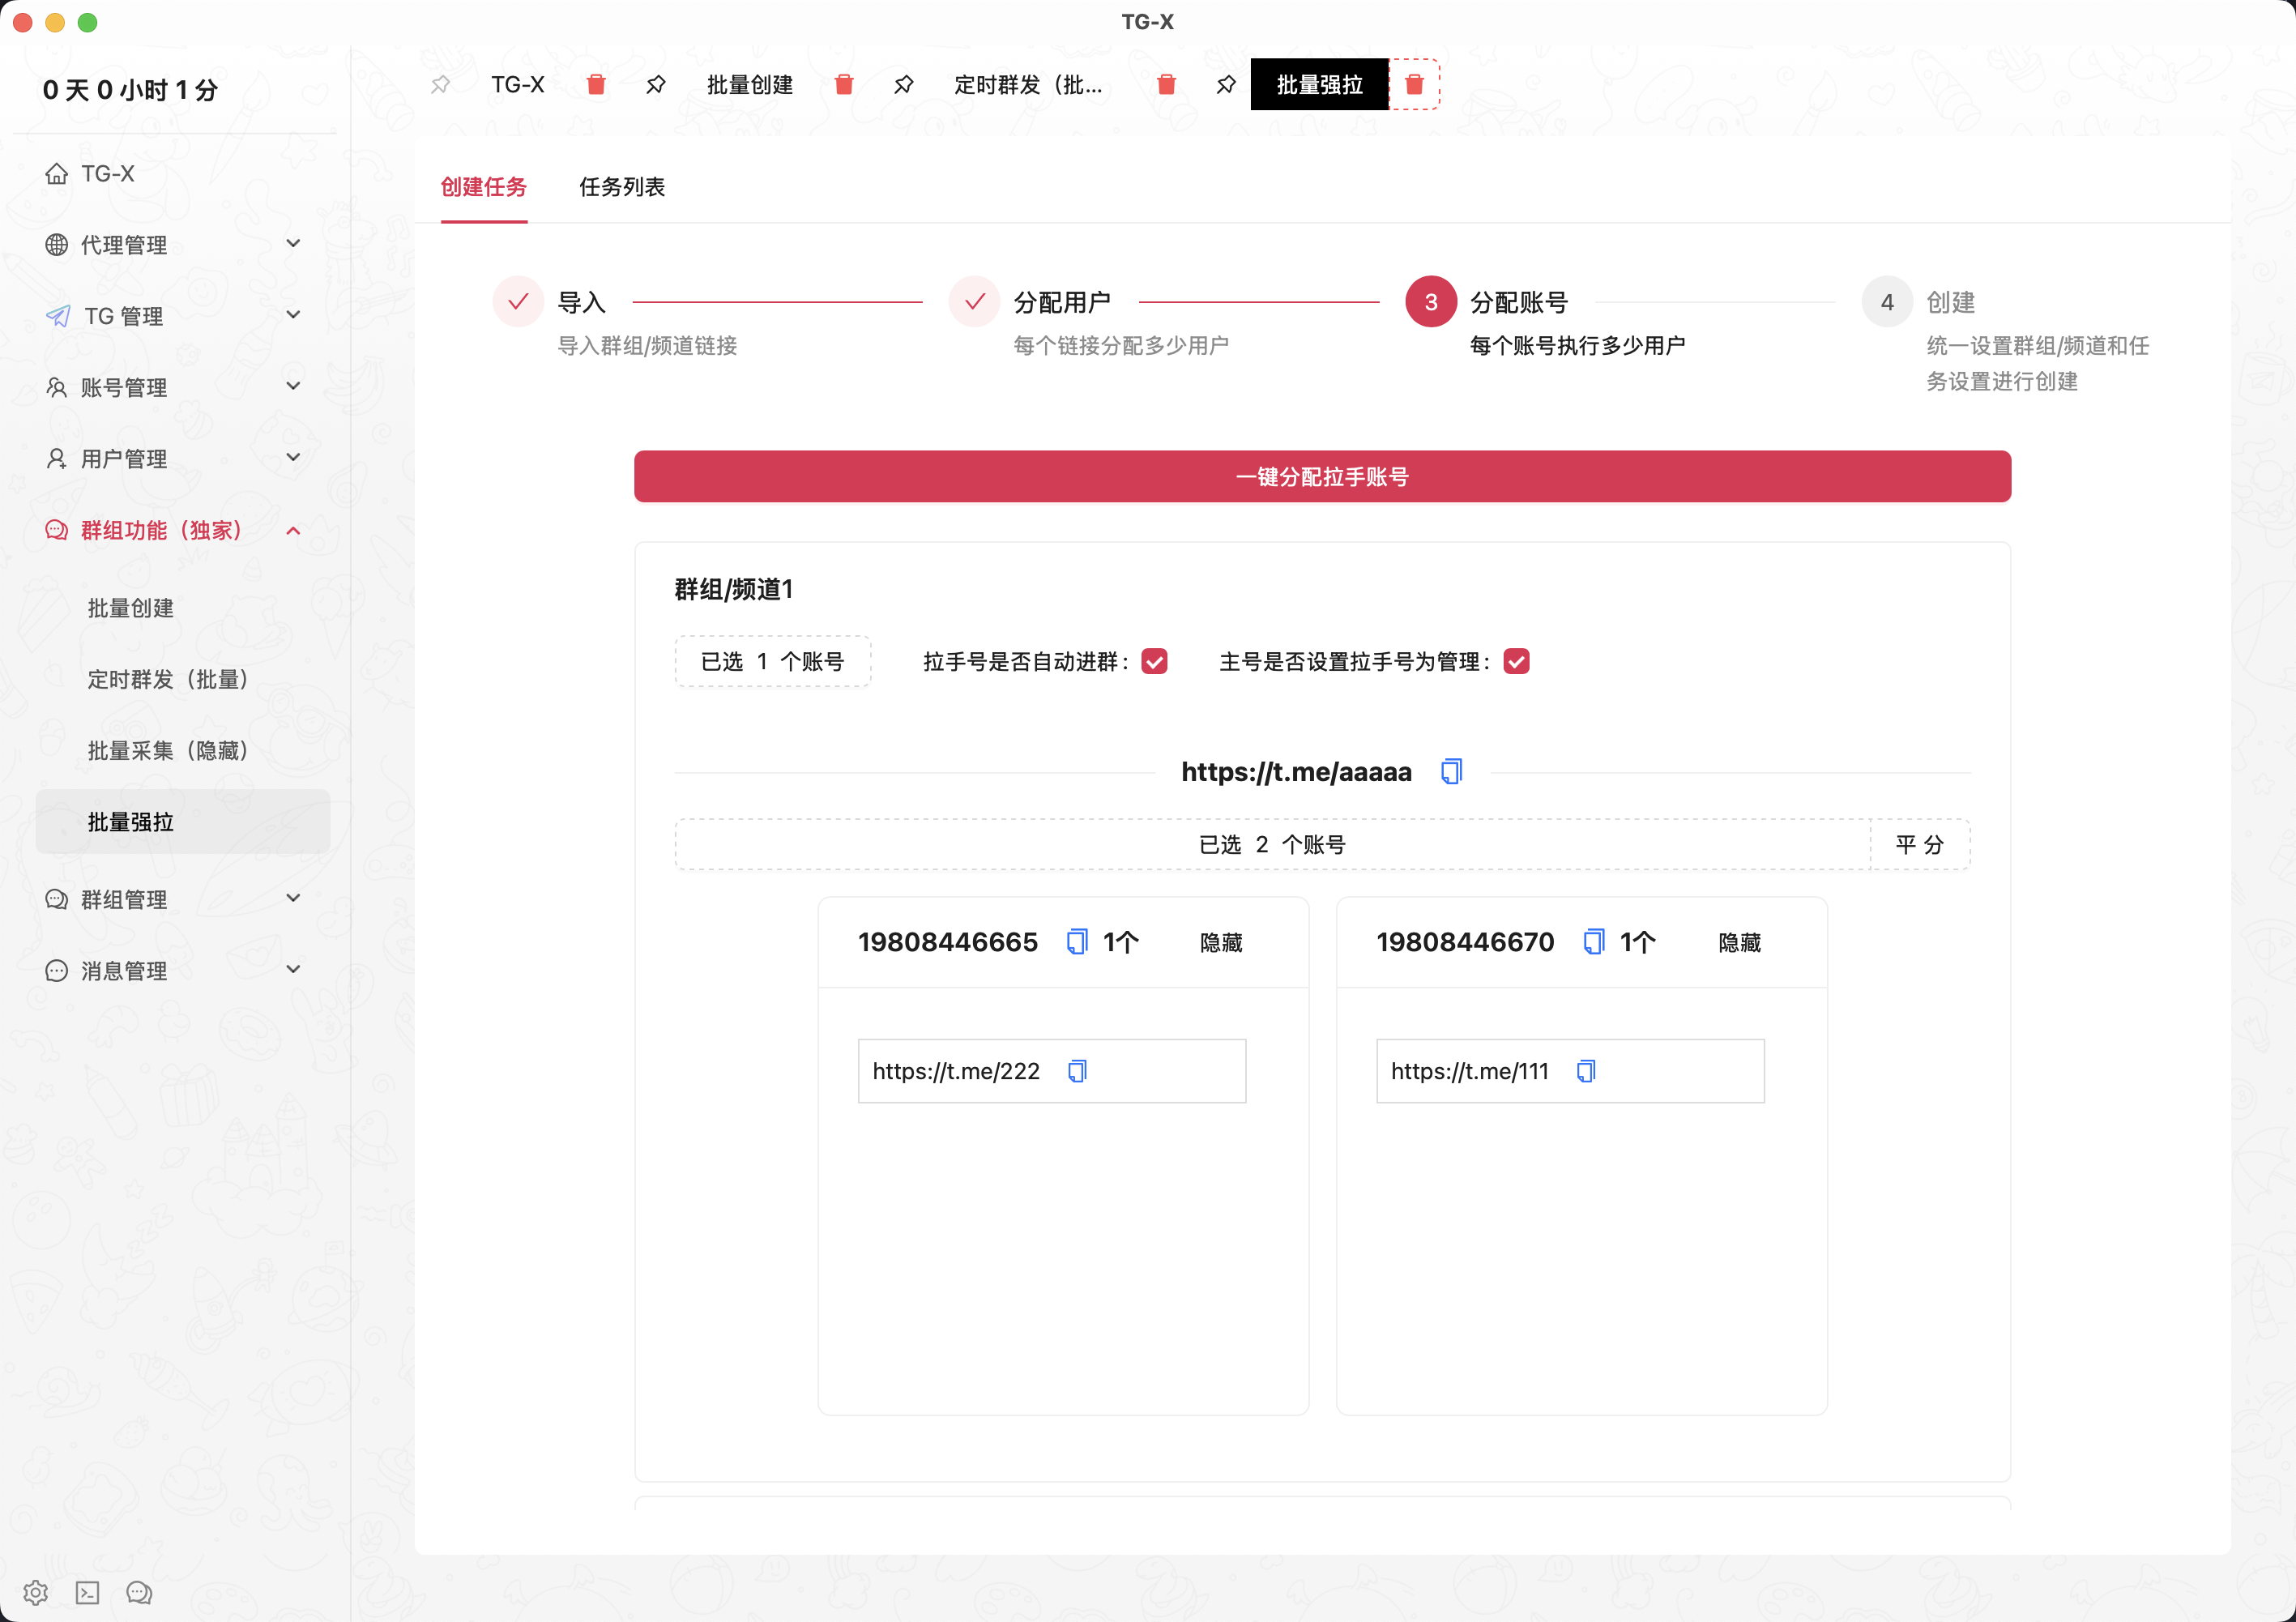 TG-X
0 天 0 小时 1 分
TG-X
批量创建
定时群发（批...
批量强拉
TG-X
代理管理
TG 管理
账号管理
用户管理
群组功能（独家）
批量创建
定时群发（批量）
批量采集（隐藏）
批量强拉
群组管理
消息管理
创建任务
任务列表
导入
导入群组/频道链接
分配用户
每个链接分配多少用户
3
分配账号
每个账号执行多少用户
4
创建
统一设置群组/频道和任
务设置进行创建
一键分配拉手账号
群组/频道1
已选 1 个账号
拉手号是否自动进群：
主号是否设置拉手号为管理：
https://t.me/aaaaa
已选 2 个账号
平 分
19808446665 1个 隐藏
https://t.me/222
19808446670 1个 隐藏
https://t.me/111